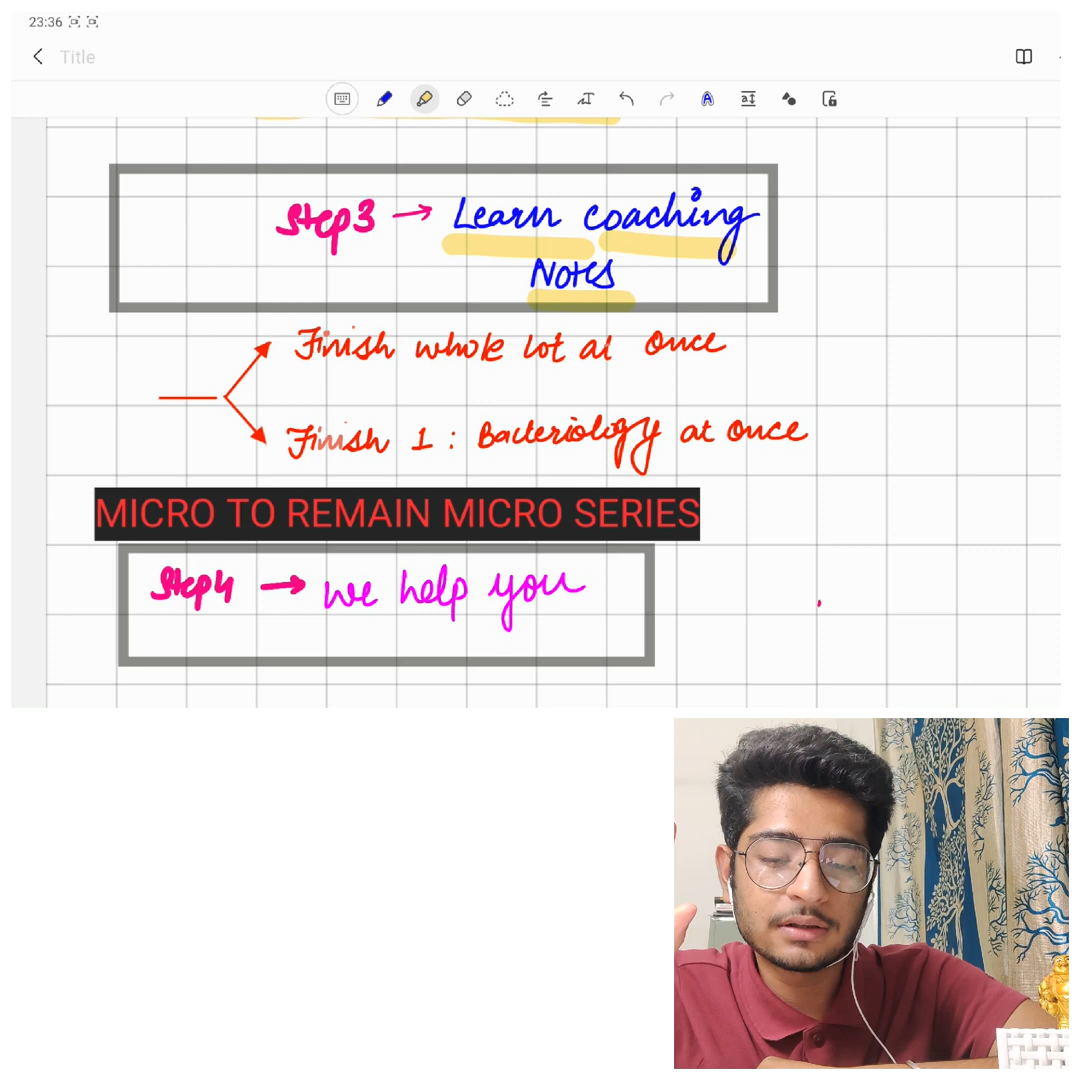 23:36
Title
Step3 → Learn coaching
Notes
Finish whole lot at once
Finish 1 : Bacteriology at once
MICRO TO REMAIN MICRO SERIES
Step4 → we help you